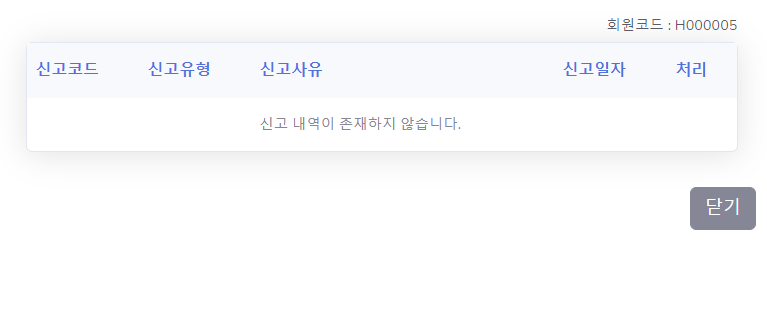 회원코드 : H000005
신고코드 신고유형 신고사유 신고일자 처리
신고 내역이 존재하지 않습니다.
닫기